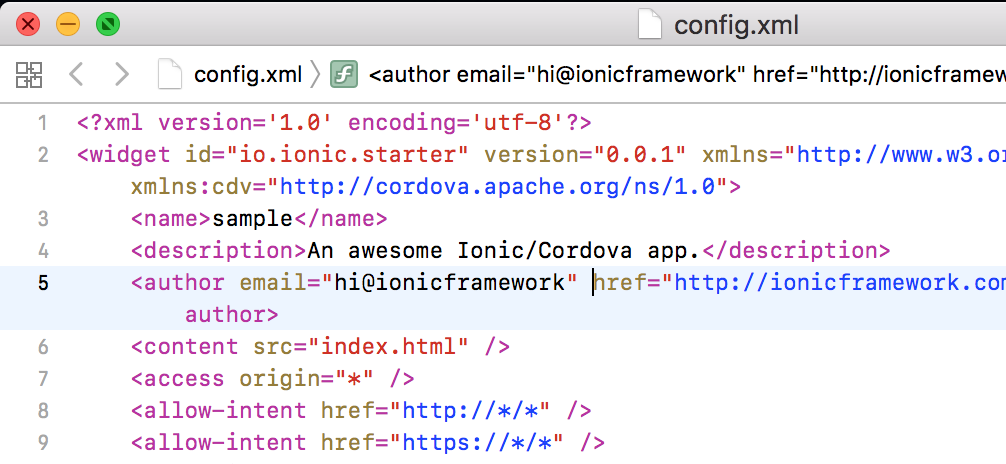 config.xml
config.xml <author email="hi@ionicframework" href="http://ionicframew
1 <?xml version='1.0' encoding='utf-8'?>
2 <widget id="io.ionic.starter" version="0.0.1" xmlns="http://www.w3.or
xmlns:cdv="http://cordova.apache.org/ns/1.0">
3 <name>sample</name>
4 <description>An awesome Ionic/Cordova app.</description>
5 <author email="hi@ionicframework" href="http://ionicframework.com
author>
6 <content src="index.html" />
7 <access origin="*" />
8 <allow-intent href="http://*/*" />
9 <allow-intent href="https://*/*" />